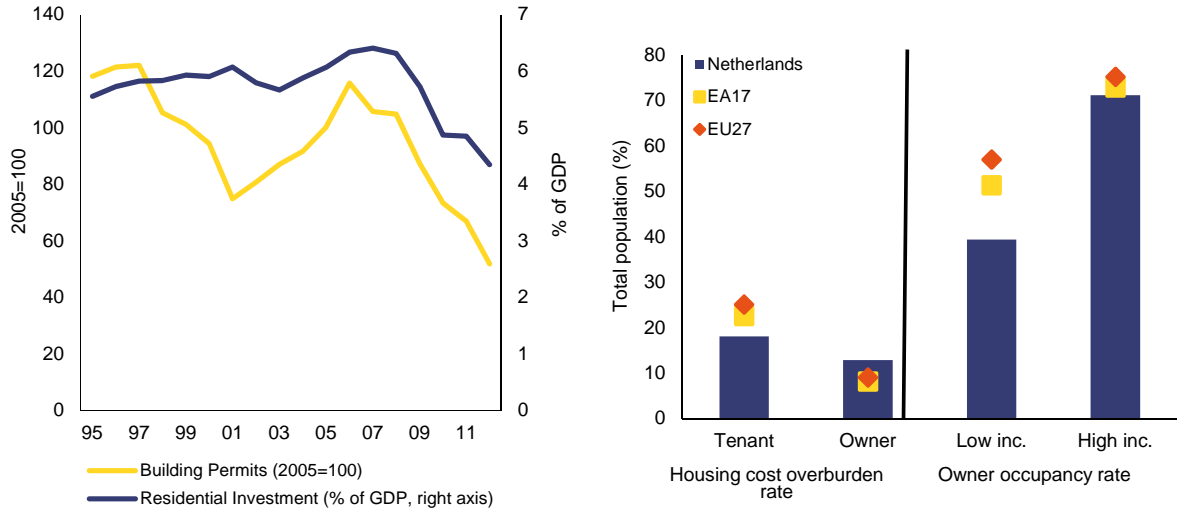 140
120
100
80
60
40
20
0
2005=100
7
6
5
4
3
2
1
0
% of GDP
95 97 99 01 03 05 07 09 11
Building Permits (2005=100)
Residential Investment (% of GDP, right axis)
80
70
60
50
40
30
20
10
0
Total population (%)
Netherlands
EA17
EU27
Tenant Owner Low inc. High inc.
Housing cost overburden rate
Owner occupancy rate